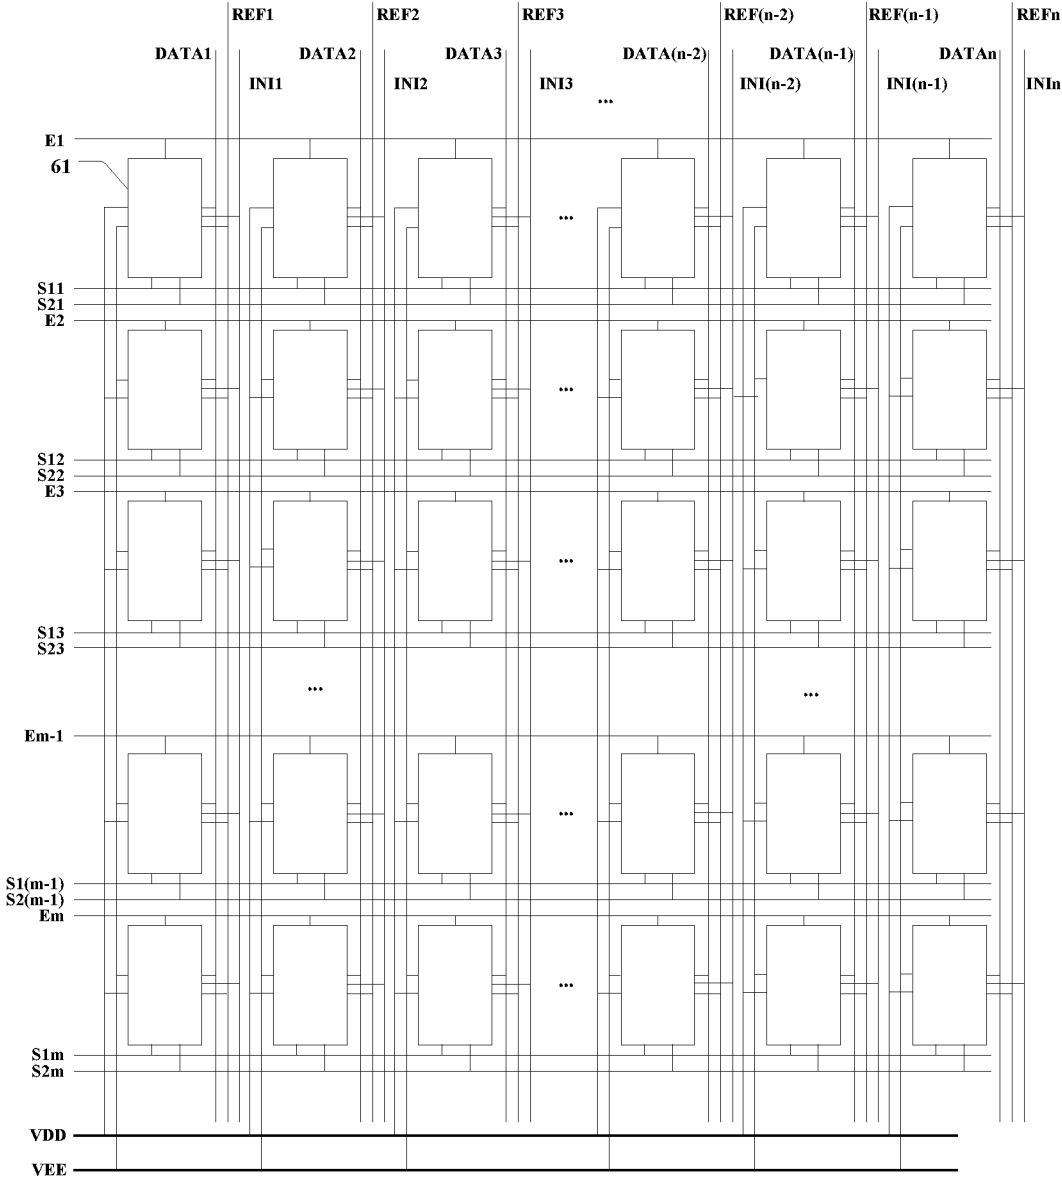 REF1 REF2 REF3 REF(n-2) REF(n-1) REFn
DATA1 DATA2 DATA3 DATA(n-2) DATA(n-1) DATAn
INI1 INI2 INI3 INI(n-2) INI(n-1) INIn
...
E1
61
...
S11
S21
E2
...
S12
S22
E3
...
S13
S23
... ...
Em-1
...
S1(m-1)
S2(m-1)
Em
...
S1m
S2m
VDD
VEE